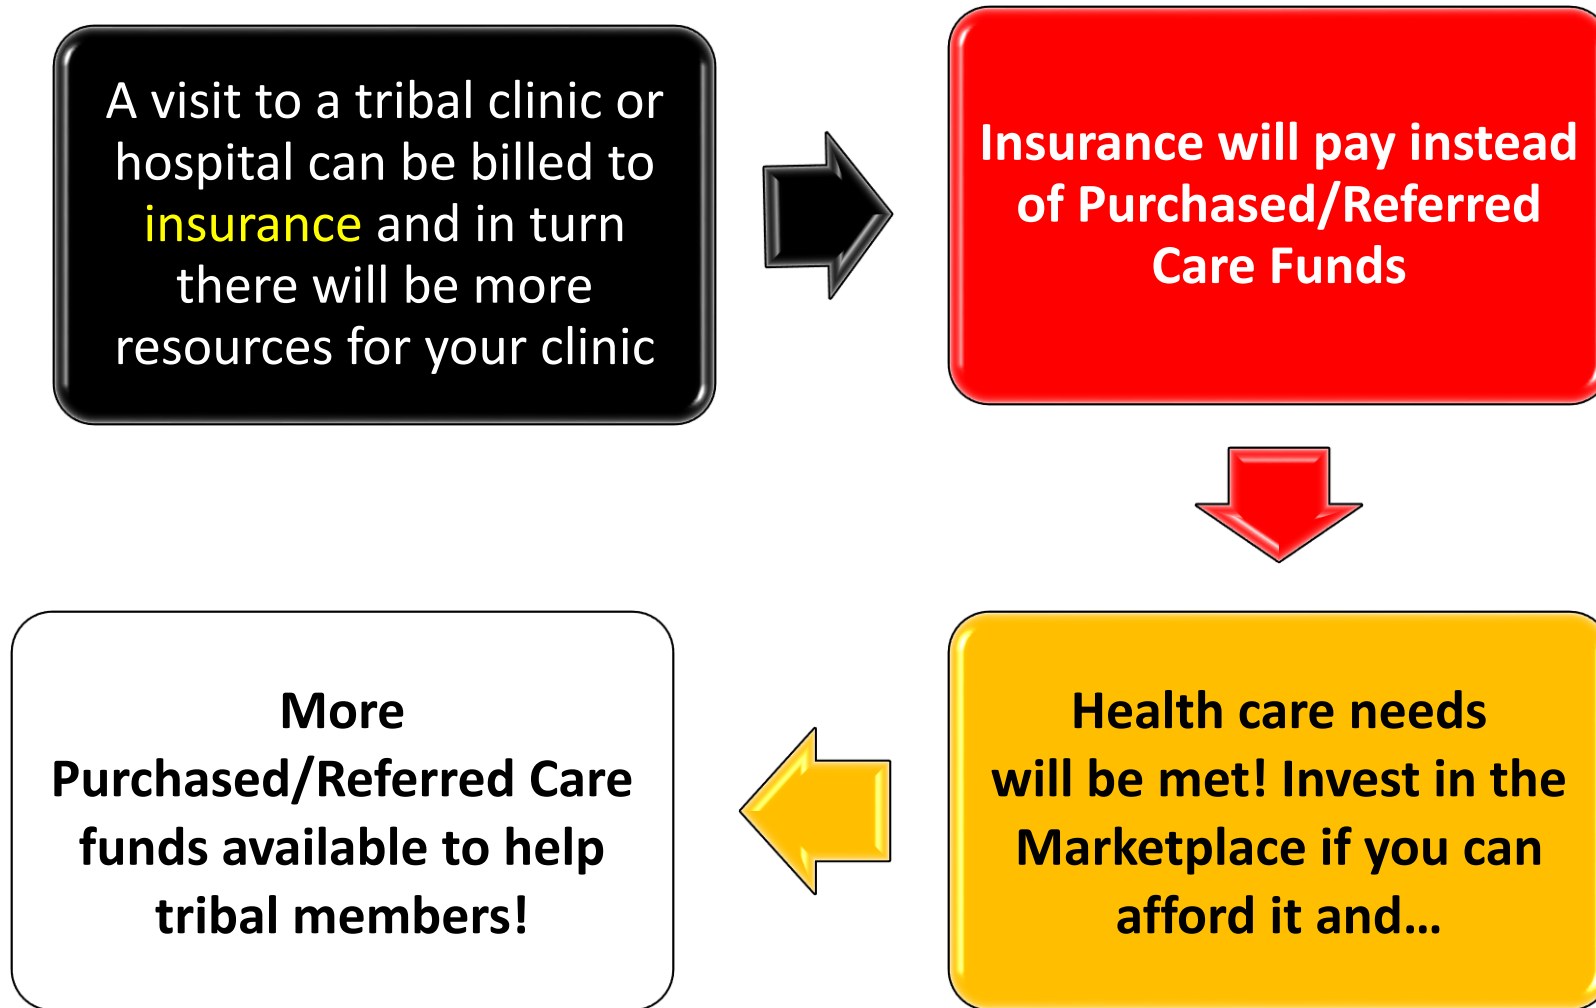 A visit to a tribal clinic or
hospital can be billed to
insurance and in turn
there will be more
resources for your clinic
Insurance will pay instead
of Purchased/Referred
Care Funds
Health care needs
will be met! Invest in the
Marketplace if you can
afford it and…
More
Purchased/Referred Care
funds available to help
tribal members!